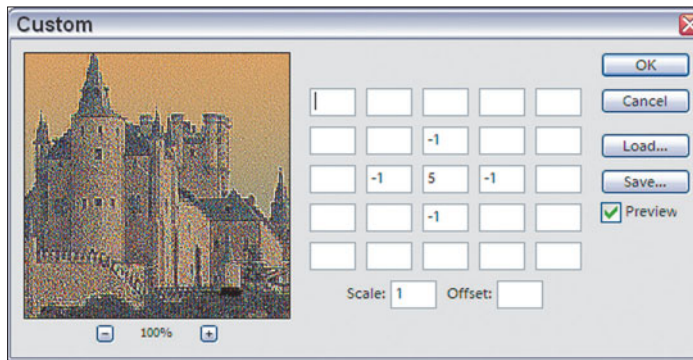 Custom
OK
Cancel
-1
Load...
-1 5 -1
Save...
Preview
-1
Scale: 1 Offset:
100%